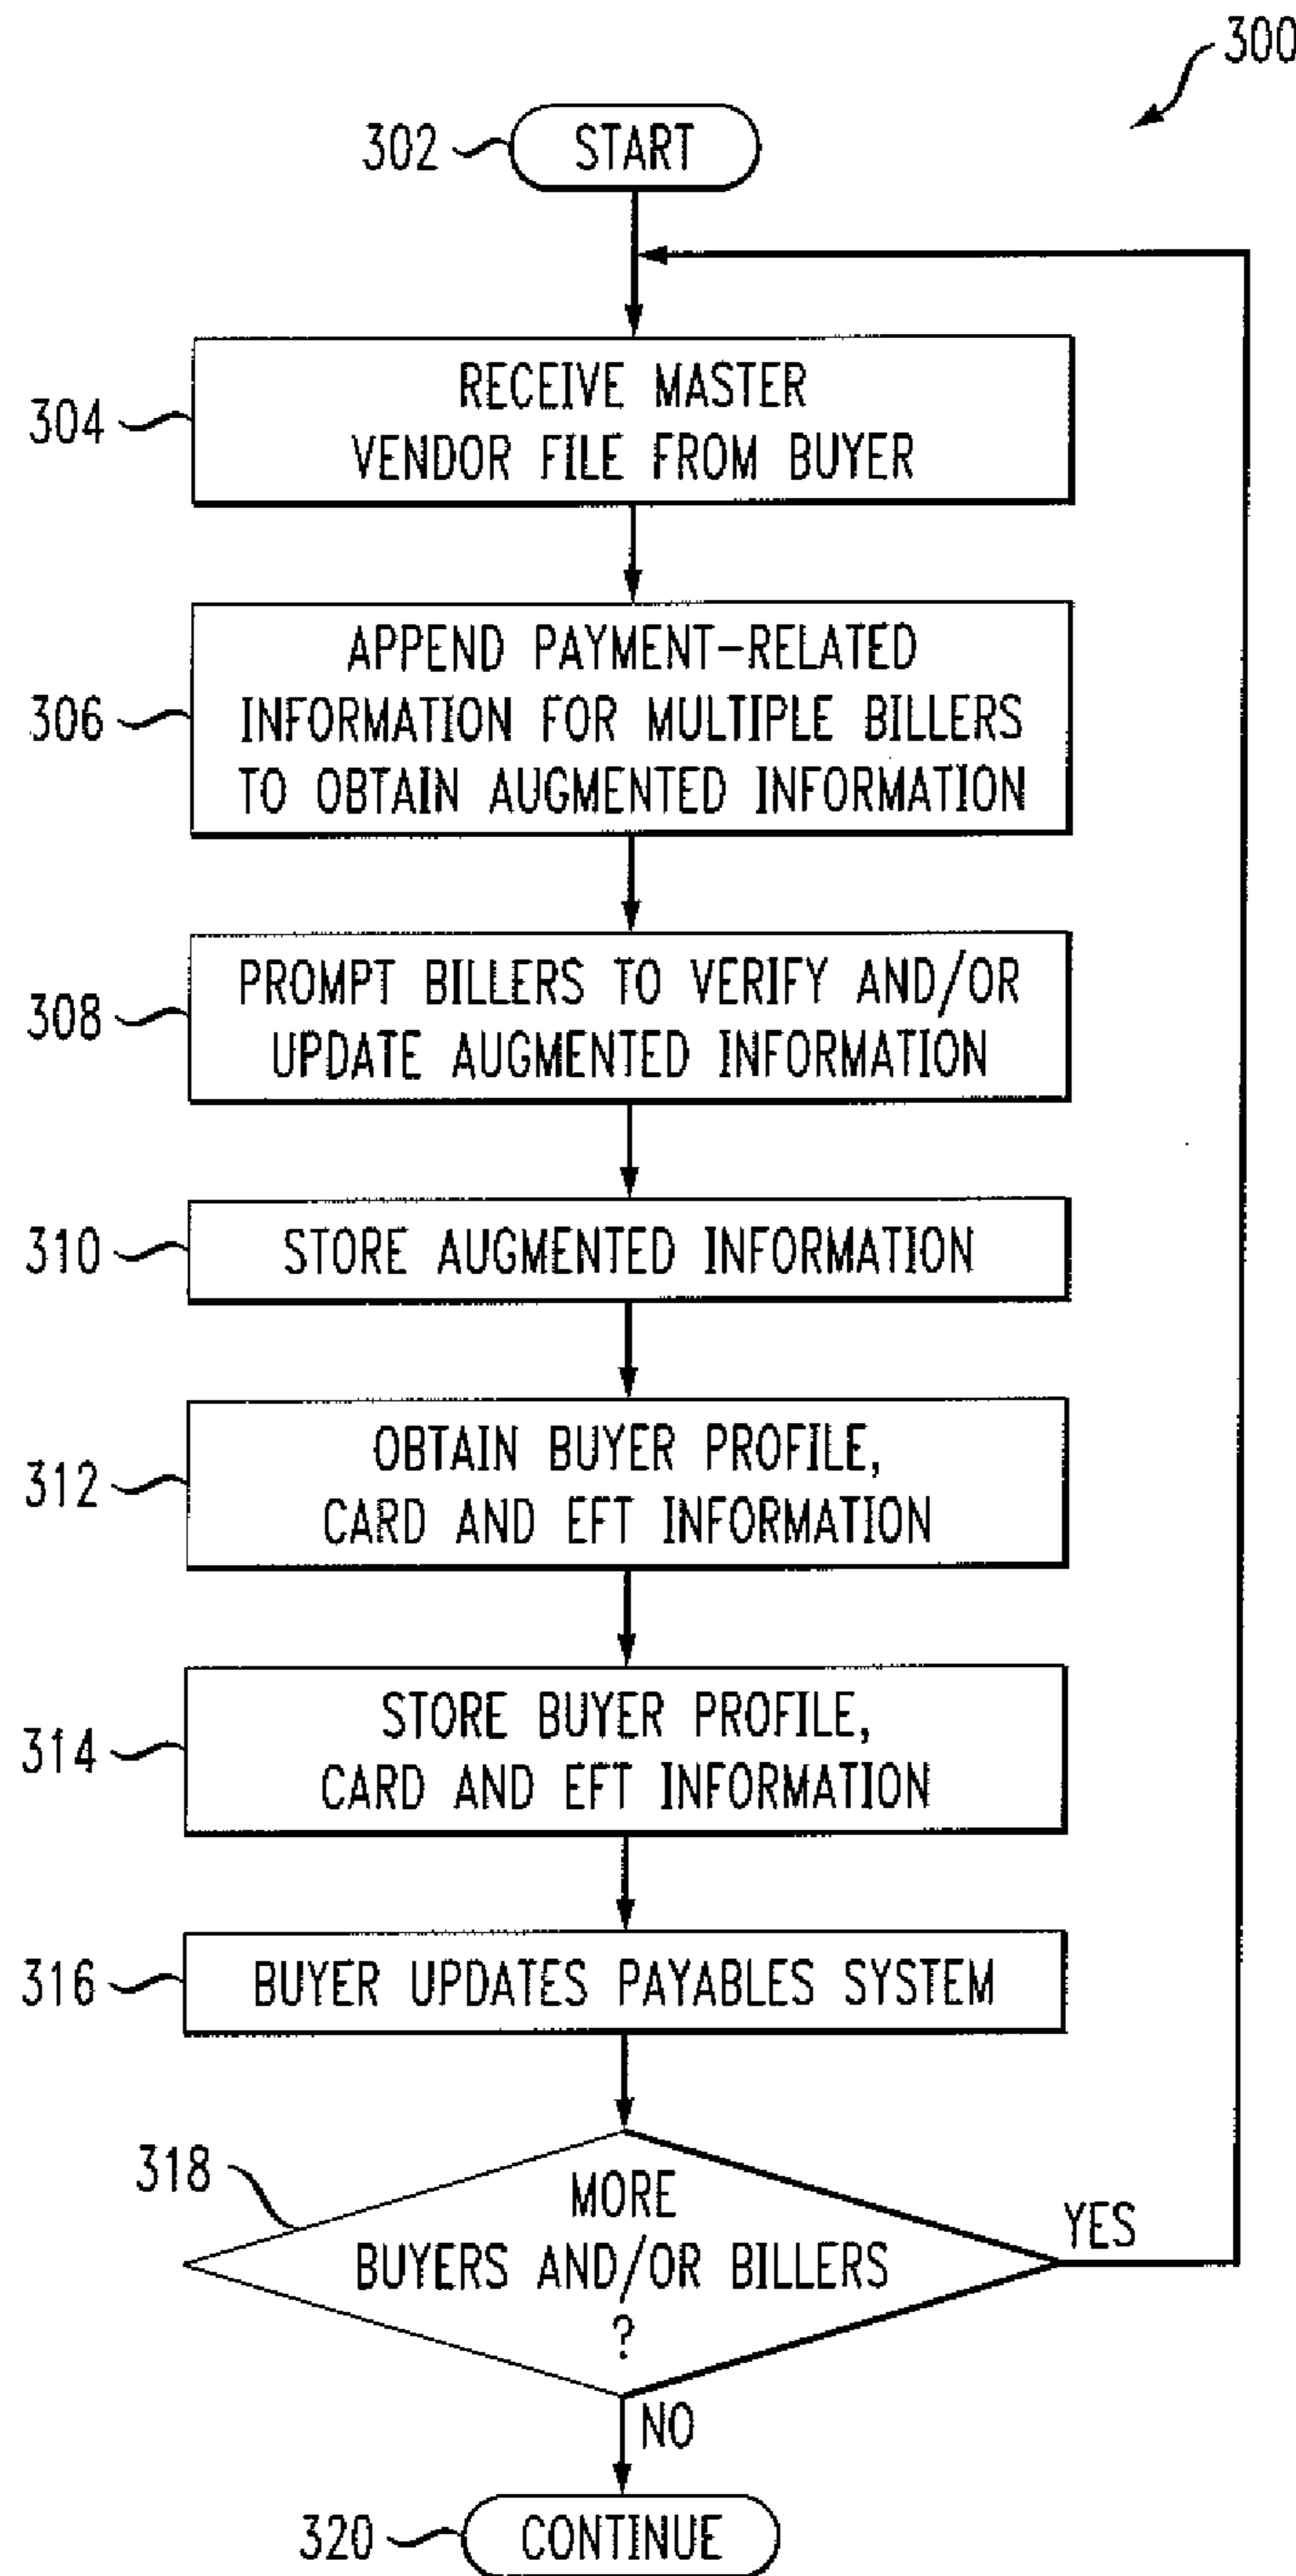 300
302
START
304
RECEIVE MASTER
VENDOR FILE FROM BUYER
306
APPEND PAYMENT-RELATED
INFORMATION FOR MULTIPLE BILLERS
TO OBTAIN AUGMENTED INFORMATION
308
PROMPT BILLERS TO VERIFY AND/OR
UPDATE AUGMENTED INFORMATION
310
STORE AUGMENTED INFORMATION
312
OBTAIN BUYER PROFILE,
CARD AND EFT INFORMATION
314
STORE BUYER PROFILE,
CARD AND EFT INFORMATION
316
BUYER UPDATES PAYABLES SYSTEM
318
MORE
BUYERS AND/OR BILLERS
?
YES
NO
320
CONTINUE